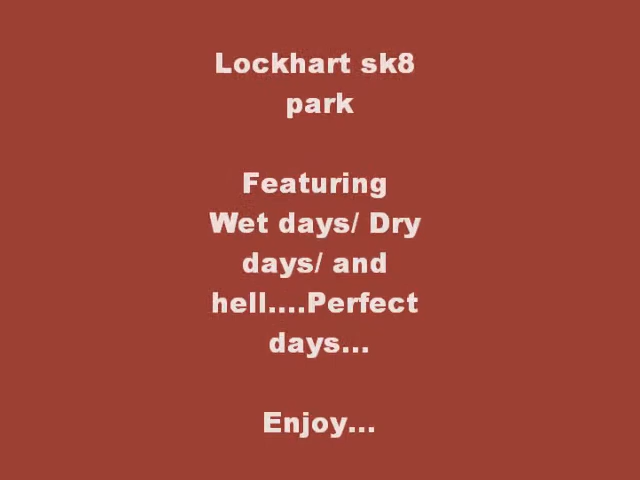 Lockhart sk8
park
Featuring
Wet days/ Dry
days/ and
hell....Perfect
days...
Enjoy...